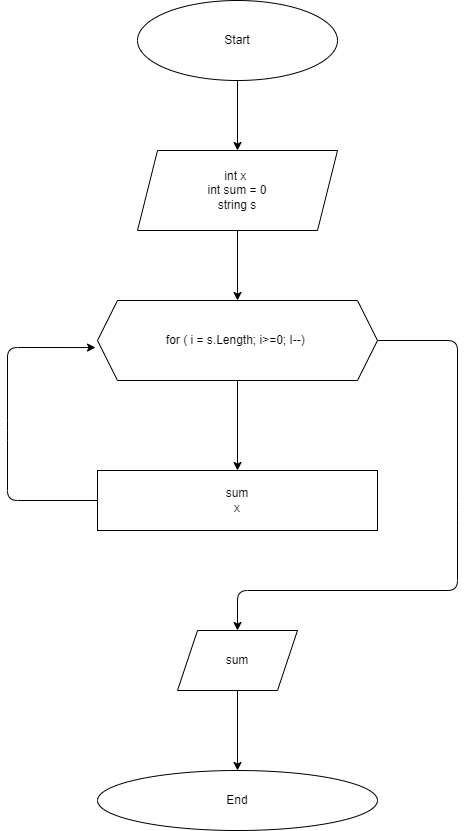 Start
int x
int sum = 0
string s
for ( i = s.Length; i>=0; I--)
sum
x
sum
End